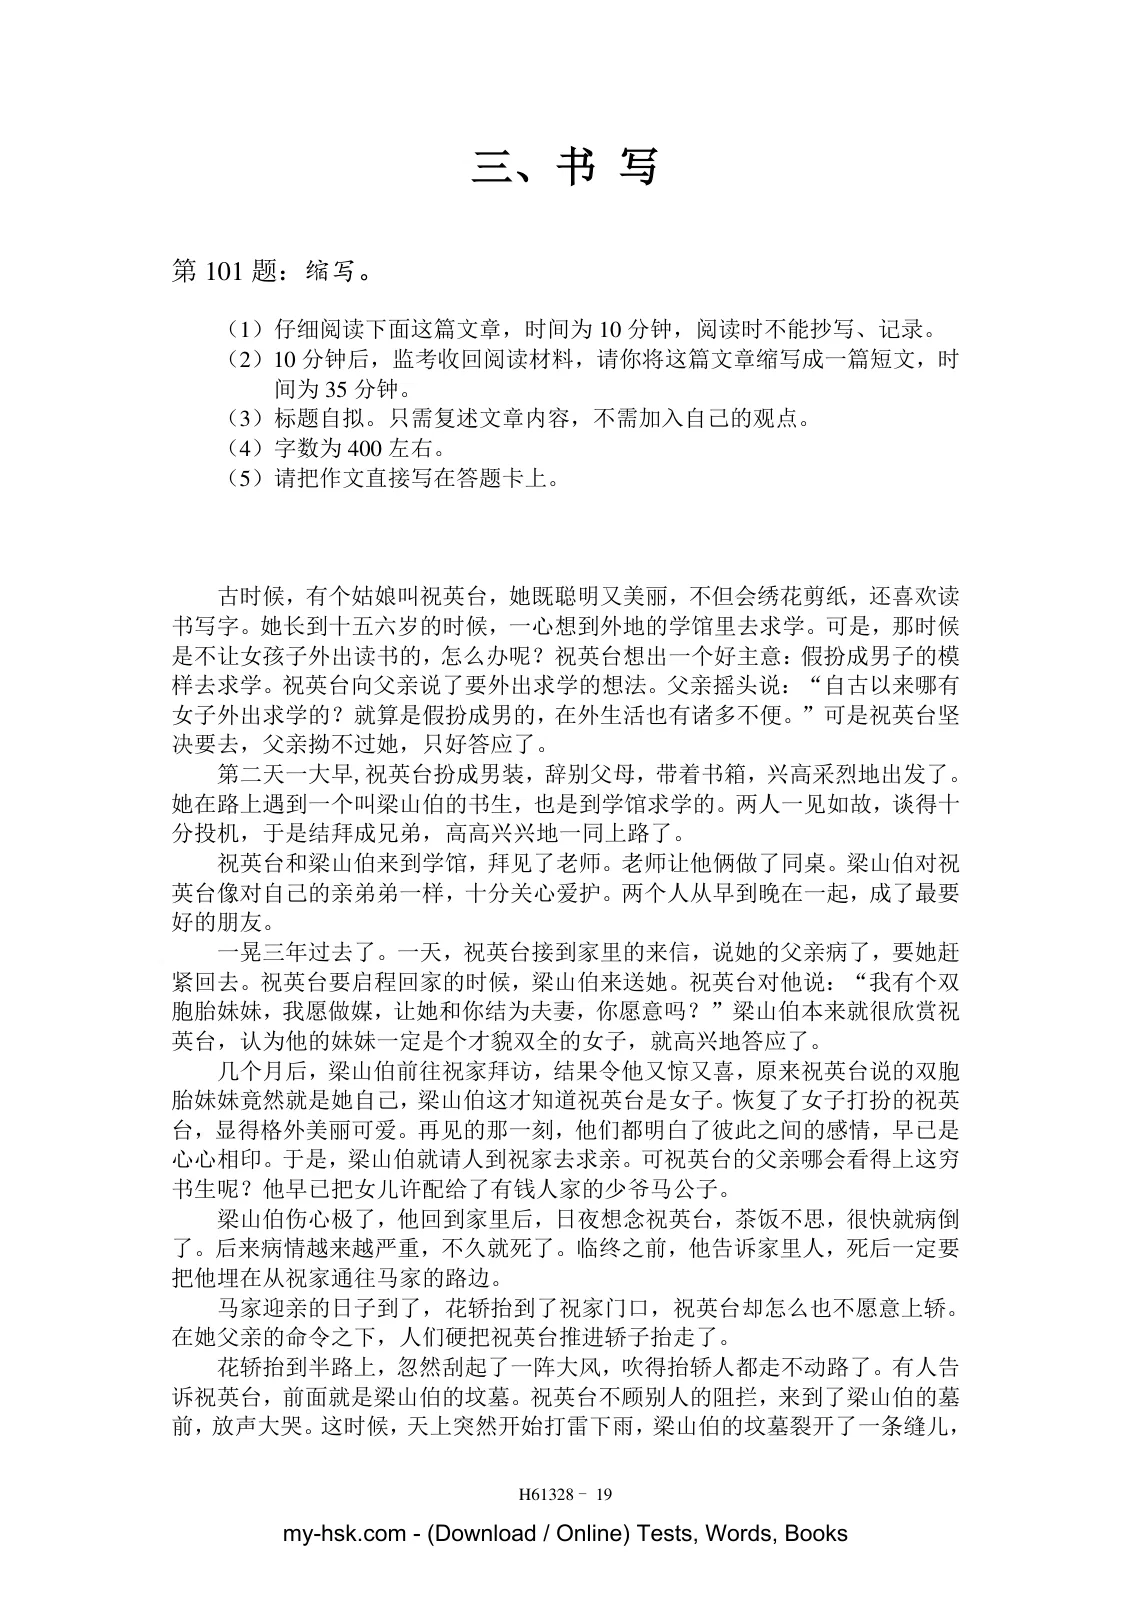 三、书 写
第 101 题：缩写。
（1）仔细阅读下面这篇文章，时间为 10 分钟，阅读时不能抄写、记录。
（2）10 分钟后，监考收回阅读材料，请你将这篇文章缩写成一篇短文，时
间为 35 分钟。
（3）标题自拟。只需复述文章内容，不需加入自己的观点。
（4）字数为 400 左右。
（5）请把作文直接写在答题卡上。
古时候，有个姑娘叫祝英台，她既聪明又美丽，不但会绣花剪纸，还喜欢读
书写字。她长到十五六岁的时候，一心想到外地的学馆里去求学。可是，那时候
是不让女孩子外出读书的，怎么办呢？祝英台想出一个好主意：假扮成男子的模
样去求学。祝英台向父亲说了要外出求学的想法。父亲摇头说：“自古以来哪有
女子外出求学的？就算是假扮成男的，在外生活也有诸多不便。”可是祝英台坚
决要去，父亲拗不过她，只好答应了。
第二天一大早,祝英台扮成男装，辞别父母，带着书箱，兴高采烈地出发了。
她在路上遇到一个叫梁山伯的书生，也是到学馆求学的。两人一见如故，谈得十
分投机，于是结拜成兄弟，高高兴兴地一同上路了。
祝英台和梁山伯来到学馆，拜见了老师。老师让他俩做了同桌。梁山伯对祝
英台像对自己的亲弟弟一样，十分关心爱护。两个人从早到晚在一起，成了最要
好的朋友。
一晃三年过去了。一天，祝英台接到家里的来信，说她的父亲病了，要她赶
紧回去。祝英台要启程回家的时候，梁山伯来送她。祝英台对他说：“我有个双
胞胎妹妹，我愿做媒，让她和你结为夫妻，你愿意吗？”梁山伯本来就很欣赏祝
英台，认为他的妹妹一定是个才貌双全的女子，就高兴地答应了。
几个月后，梁山伯前往祝家拜访，结果令他又惊又喜，原来祝英台说的双胞
胎妹妹竟然就是她自己，梁山伯这才知道祝英台是女子。恢复了女子打扮的祝英
台，显得格外美丽可爱。再见的那一刻，他们都明白了彼此之间的感情，早已是
心心相印。于是，梁山伯就请人到祝家去求亲。可祝英台的父亲哪会看得上这穷
书生呢？他早已把女儿许配给了有钱人家的少爷马公子。
梁山伯伤心极了，他回到家里后，日夜想念祝英台，茶饭不思，很快就病倒
了。后来病情越来越严重，不久就死了。临终之前，他告诉家里人，死后一定要
把他埋在从祝家通往马家的路边。
马家迎亲的日子到了，花轿抬到了祝家门口，祝英台却怎么也不愿意上轿。
在她父亲的命令之下，人们硬把祝英台推进轿子抬走了。
花轿抬到半路上，忽然刮起了一阵大风，吹得抬轿人都走不动路了。有人告
诉祝英台，前面就是梁山伯的坟墓。祝英台不顾别人的阻拦，来到了梁山伯的墓
前，放声大哭。这时候，天上突然开始打雷下雨，梁山伯的坟墓裂开了一条缝儿，
H61328－ 19
my-hsk.com - (Download / Online) Tests, Words, Books